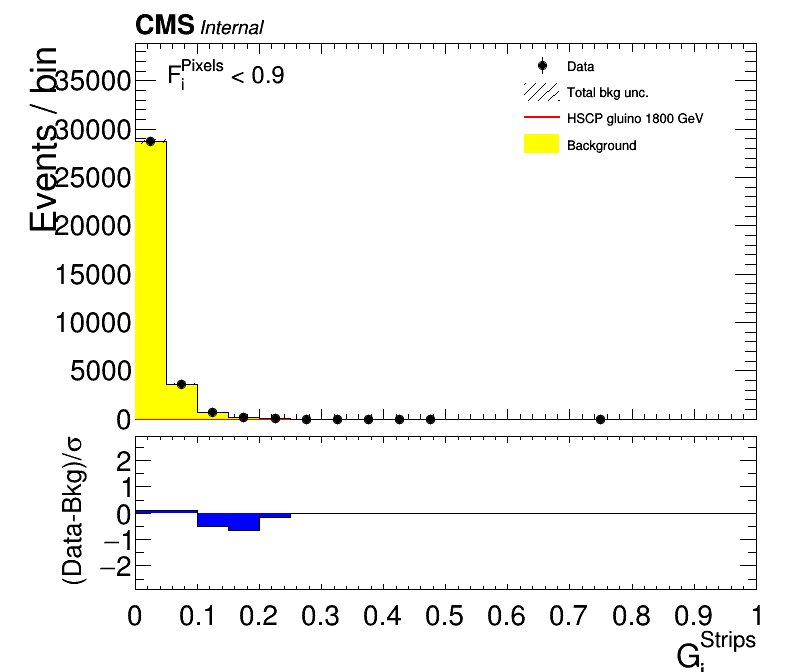 CMS Internal
F_i^Pixels < 0.9
Data
Total bkg unc.
HSCP gluino 1800 GeV
Background
Events / bin
35000
30000
25000
20000
15000
10000
5000
0
(Data-Bkg)/σ
2
1
0
−1
−2
0 0.1 0.2 0.3 0.4 0.5 0.6 0.7 0.8 0.9 1
G_i^Strips